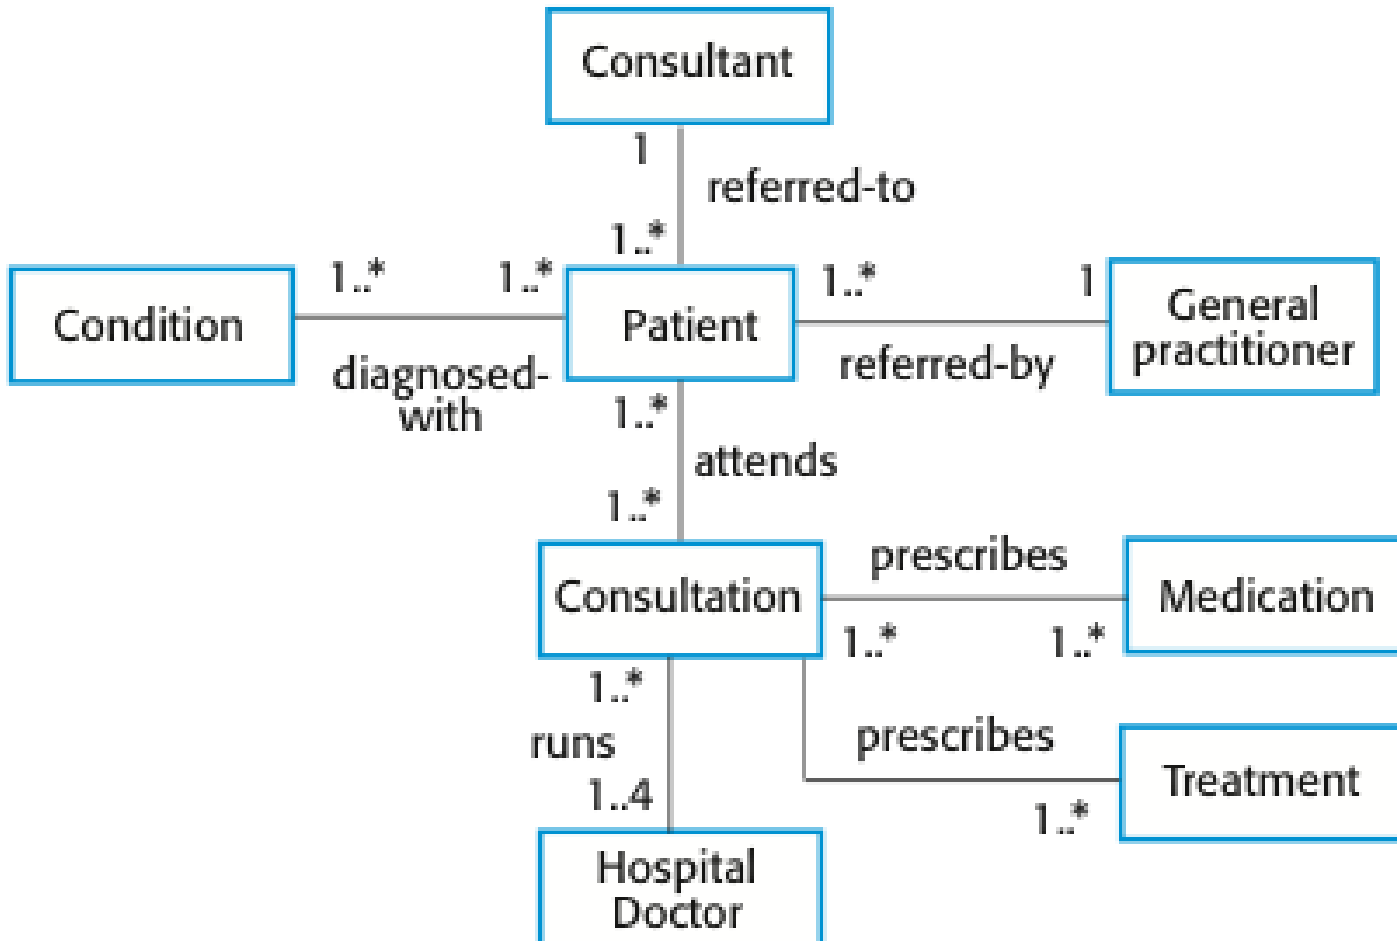 Consultant
1
referred-to
1..*
1..*
1..*
1..*
1
Condition
Patient
General
practitioner
diagnosed-
with
referred-by
1..*
attends
1..*
prescribes
Consultation
Medication
1..*
1..*
1..*
runs
prescribes
1..4
Treatment
1..*
Hospital
Doctor